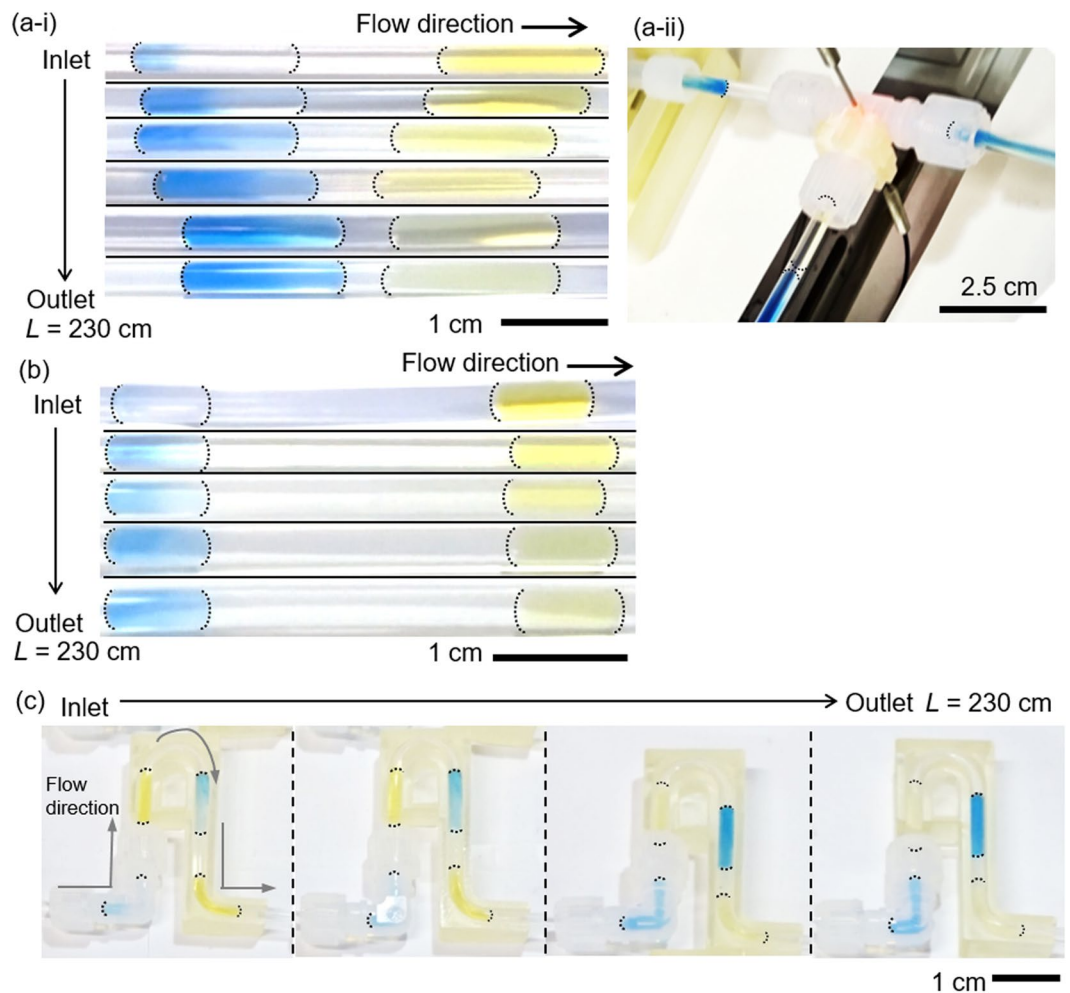 (a-i)
Flow direction
(a-ii)
Inlet
Outlet
L = 230 cm
1 cm
2.5 cm
(b)
Flow direction
Inlet
Outlet
L = 230 cm
1 cm
(c)
Inlet
Outlet L = 230 cm
Flow
direction
1 cm